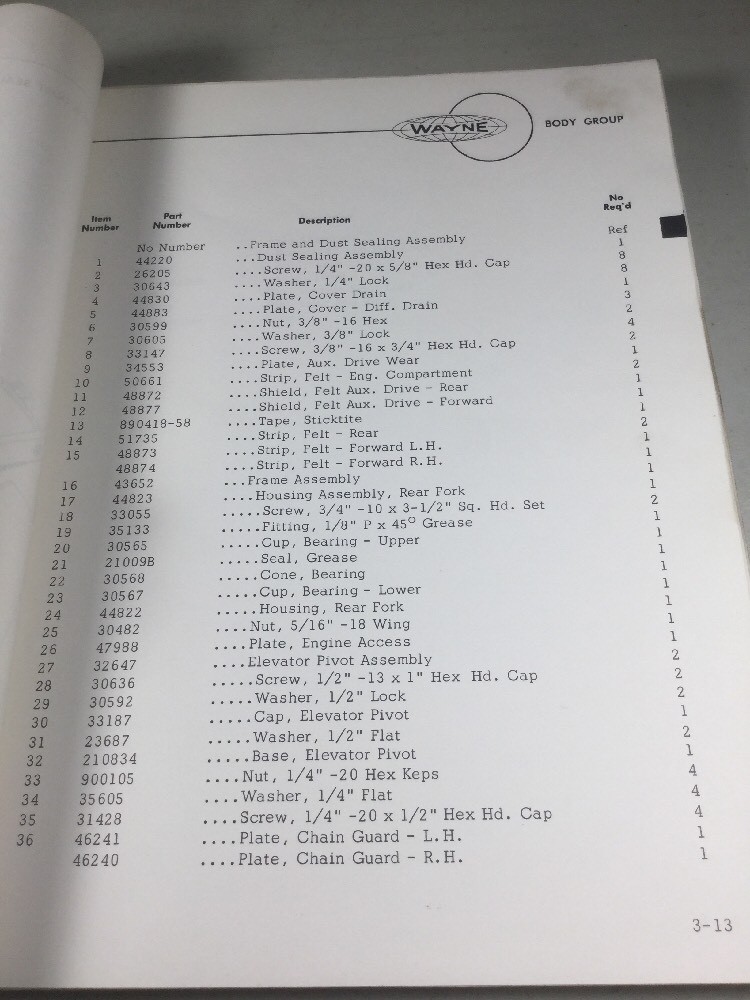 WAYNE BODY GROUP
Item Number Part Number Description No Req'd
No Number ..Frame and Dust Sealing Assembly Ref
1 44220 ...Dust Sealing Assembly 1
2 26205 ....Screw, 1/4" -20 x 5/8" Hex Hd. Cap 8
3 30643 ....Washer, 1/4" Lock 8
4 44830 ....Plate, Cover Drain 1
5 44883 ....Plate, Cover - Diff. Drain 3
6 30599 ....Nut, 3/8" -16 Hex 2
7 30605 ....Washer, 3/8" Lock 4
8 33147 ....Screw, 3/8" -16 x 3/4" Hex Hd. Cap 2
9 34553 ....Plate, Aux. Drive Wear 1
10 50661 ....Strip, Felt - Eng. Compartment 2
11 48872 ....Shield, Felt Aux. Drive - Rear 1
12 48877 ....Shield, Felt Aux. Drive - Forward 1
13 890418-58 ....Tape, Sticktite 1
14 51735 ....Strip, Felt - Rear 2
15 48873 ....Strip, Felt - Forward L.H. 1
48874 ....Strip, Felt - Forward R.H. 1
16 43652 ...Frame Assembly 1
17 44823 ....Housing Assembly, Rear Fork 1
18 33055 .....Screw, 3/4" -10 x 3-1/2" Sq. Hd. Set 2
19 35133 .....Fitting, 1/8" P x 45° Grease 1
20 30565 .....Cup, Bearing - Upper 1
21 21009B .....Seal, Grease 1
22 30568 .....Cone, Bearing 1
23 30567 .....Cup, Bearing - Lower 1
24 44822 .....Housing, Rear Fork 1
25 30482 ....Nut, 5/16" -18 Wing 1
26 47988 ....Plate, Engine Access 1
27 32647 ....Elevator Pivot Assembly 2
28 30636 .....Screw, 1/2" -13 x 1" Hex Hd. Cap 2
29 30592 .....Washer, 1/2" Lock 2
30 33187 .....Cap, Elevator Pivot 1
31 23687 .....Washer, 1/2" Flat 2
32 210834 .....Base, Elevator Pivot 1
33 900105 ....Nut, 1/4" -20 Hex Keps 4
34 35605 ....Washer, 1/4" Flat 4
35 31428 ....Screw, 1/4" -20 x 1/2" Hex Hd. Cap 4
36 46241 ....Plate, Chain Guard - L.H. 1
46240 ....Plate, Chain Guard - R.H. 1
3-13